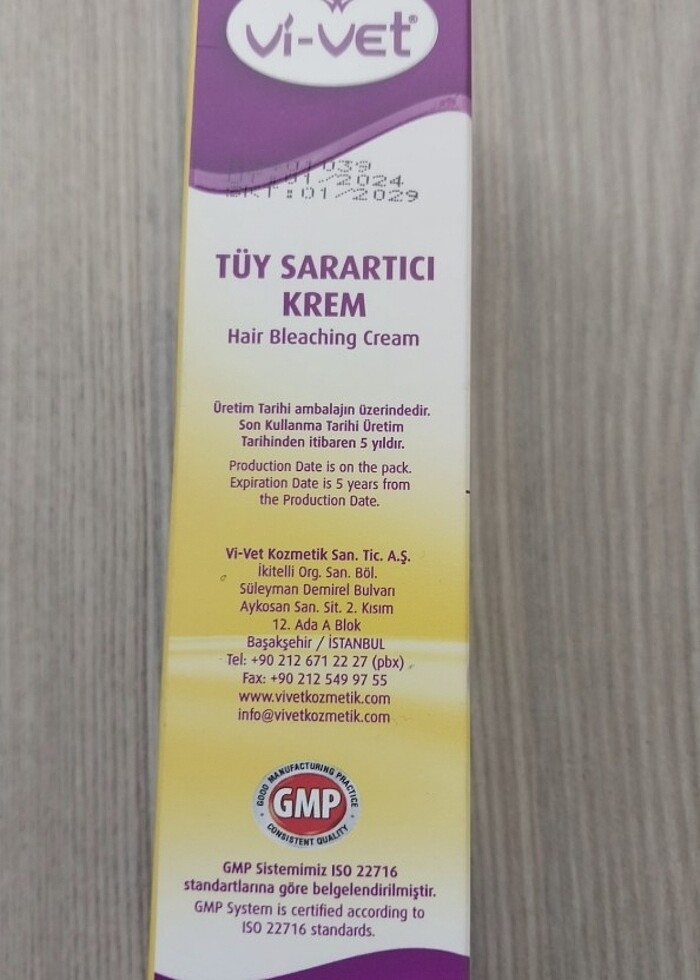 vi-vet®
01/2024
SKT:01/2029
TÜY SARARTICI
KREM
Hair Bleaching Cream
Üretim Tarihi ambalajın üzerindedir.
Son Kullanma Tarihi Üretim
Tarihinden itibaren 5 yıldır.
Production Date is on the pack.
Expiration Date is 5 years from
the Production Date.
Vi-Vet Kozmetik San. Tic. A.Ş.
İkitelli Org. San. Böl.
Süleyman Demirel Bulvarı
Aykosan San. Sit. 2. Kısım
12. Ada A Blok
Başakşehir / İSTANBUL
Tel: +90 212 671 22 27 (pbx)
Fax: +90 212 549 97 55
www.vivetkozmetik.com
info@vivetkozmetik.com
GOOD MANUFACTURING PRACTICE
GMP
CONSISTENT QUALITY
GMP Sistemimiz ISO 22716
standartlarına göre belgelendirilmiştir.
GMP System is certified according to
ISO 22716 standards.